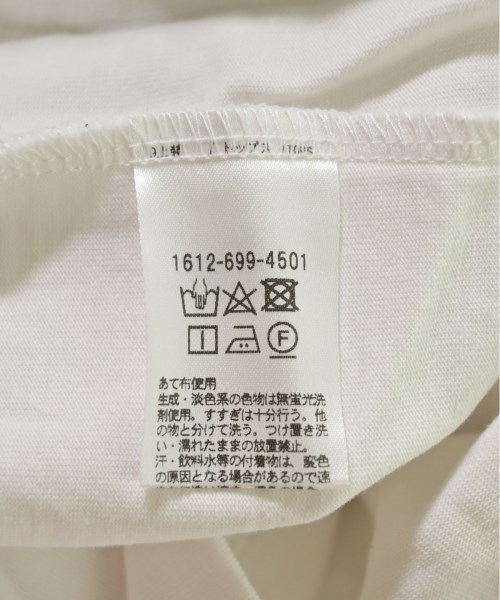 1612-699-4501
F
あて布使用
生成・淡色系の色物は無蛍光洗
剤使用。すすぎは十分行う。他
の物と分けて洗う。つけ置き洗
い・濡れたままの放置禁止。
汗・飲料水等の付着物は、変色
の原因となる場合があるので速